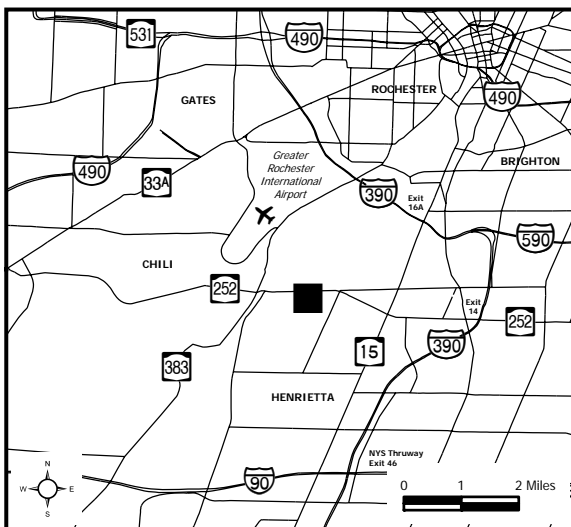 531
490
ROCHESTER
GATES
490
BRIGHTON
Greater
Rochester
International
Airport
490
33A
390
Exit
16A
590
CHILI
252
Exit
14
252
15
390
383
HENRIETTA
NYS Thruway
Exit 46
90
N
W
E
S
0 1 2 Miles